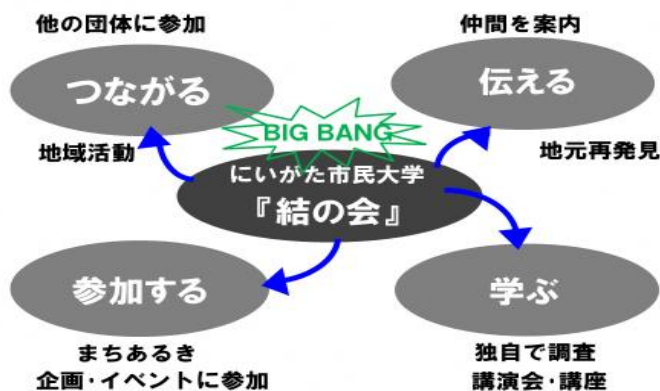 他の団体に参加
つながる
地域活動
仲間を案内
伝える
地元再発見
BIG BANG
にいがた市民大学
『結の会』
参加する
まちあるき
企画・イベントに参加
学ぶ
独自で調査
講演会・講座